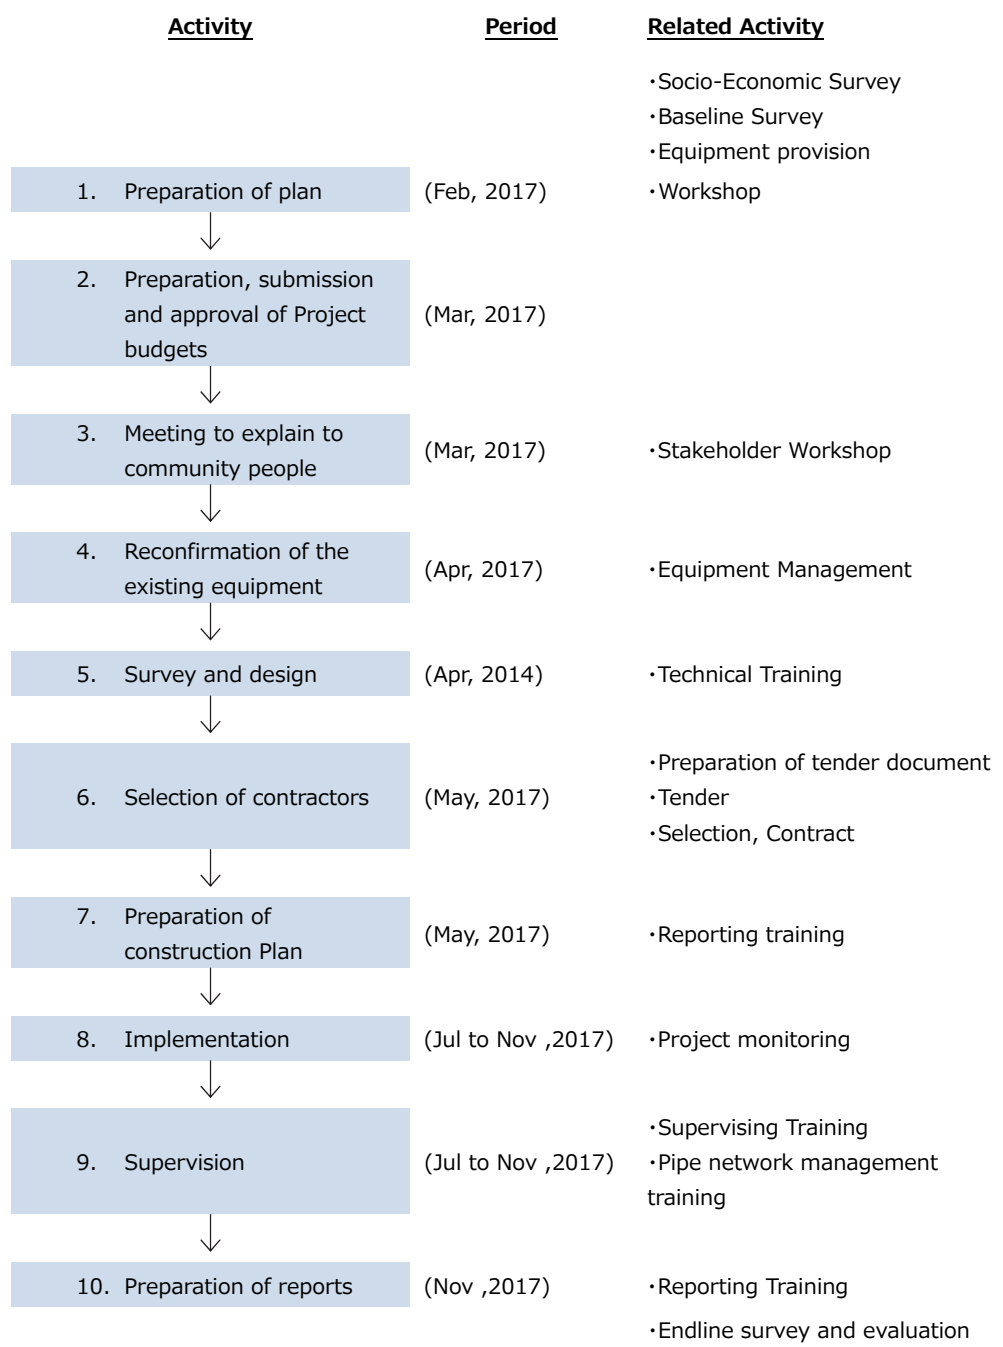 Activity Period Related Activity
・Socio-Economic Survey
・Baseline Survey
・Equipment provision
1. Preparation of plan (Feb, 2017) ・Workshop
2. Preparation, submission
and approval of Project (Mar, 2017)
budgets
3. Meeting to explain to
community people
(Mar, 2017) ・Stakeholder Workshop
4. Reconfirmation of the
existing equipment
(Apr, 2017) ・Equipment Management
5. Survey and design (Apr, 2014) ・Technical Training
・Preparation of tender document
6. Selection of contractors (May, 2017) ・Tender
・Selection, Contract
7. Preparation of
construction Plan
(May, 2017) ・Reporting training
8. Implementation (Jul to Nov ,2017) ・Project monitoring
・Supervising Training
9. Supervision (Jul to Nov ,2017) ・Pipe network management
training
10. Preparation of reports (Nov ,2017) ・Reporting Training
・Endline survey and evaluation